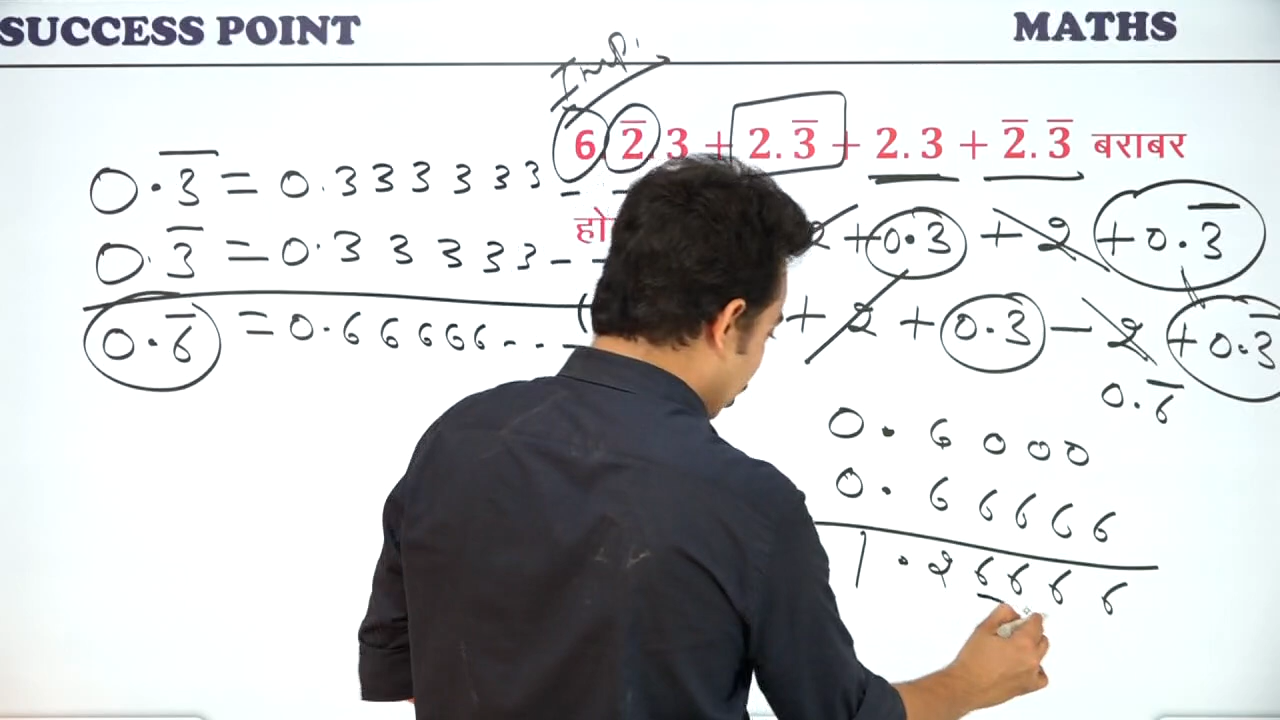 SUCCESS POINT MATHS
Imp.
6 2̅.3 + 2.3̅ + 2.3 + 2̅.3̅ बराबर
0.3̅ = 0.333333 - -
0.3̅ = 0.33333 - -
0.6̅ = 0.66666 - - -
2 + 0.3 + 2 + 0.3̅
+ 2 + 0.3 - 2 + 0.3̅
0.6̅
0.6000
0.66666
1.26666